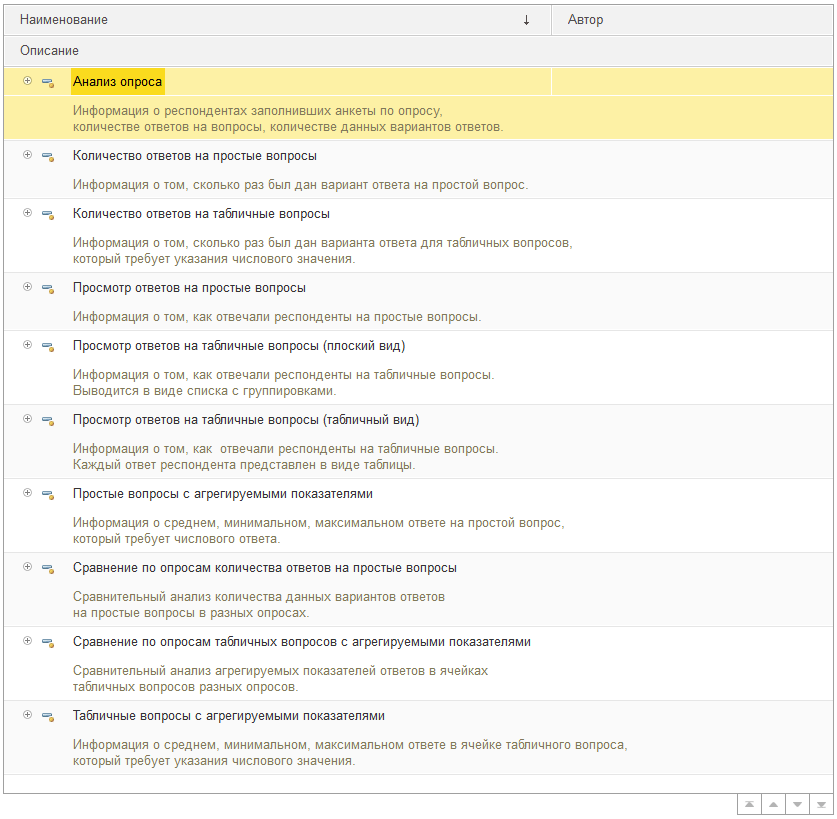 Наименование
Автор
Описание
Анализ опроса
Информация о респондентах заполнивших анкеты по опросу,
количестве ответов на вопросы, количестве данных вариантов ответов.
Количество ответов на простые вопросы
Информация о том, сколько раз был дан вариант ответа на простой вопрос.
Количество ответов на табличные вопросы
Информация о том, сколько раз был дан варианта ответа для табличных вопросов,
который требует указания числового значения.
Просмотр ответов на простые вопросы
Информация о том, как отвечали респонденты на простые вопросы.
Просмотр ответов на табличные вопросы (плоский вид)
Информация о том, как отвечали респонденты на табличные вопросы.
Выводится в виде списка с группировками.
Просмотр ответов на табличные вопросы (табличный вид)
Информация о том, как  отвечали респонденты на табличные вопросы.
Каждый ответ респондента представлен в виде таблицы.
Простые вопросы с агрегируемыми показателями
Информация о среднем, минимальном, максимальном ответе на простой вопрос,
который требует числового ответа.
Сравнение по опросам количества ответов на простые вопросы
Сравнительный анализ количества данных вариантов ответов
на простые вопросы в разных опросах.
Сравнение по опросам табличных вопросов с агрегируемыми показателями
Сравнительный анализ агрегируемых показателей ответов в ячейках
табличных вопросов разных опросов.
Табличные вопросы с агрегируемыми показателями
Информация о среднем, минимальном, максимальном ответе в ячейке табличного вопроса,
который требует указания числового значения.